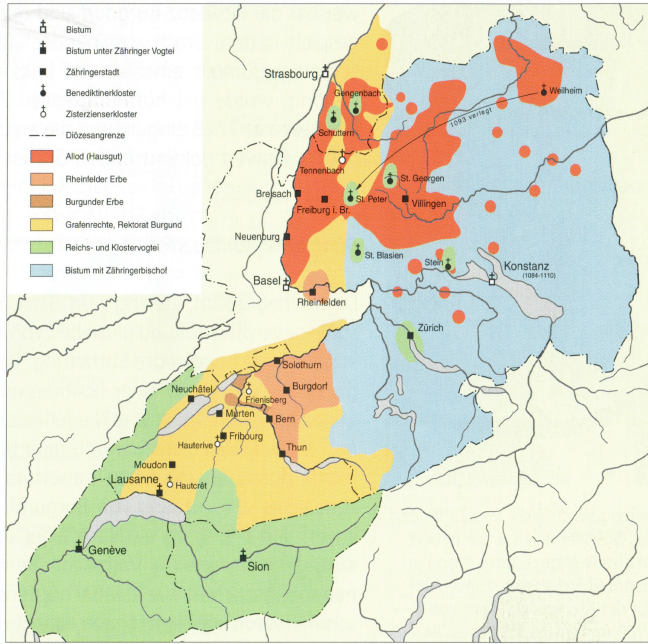 Bistum
Bistum unter Zähringer Vogtei
Zähringerstadt
Benediktinerkloster
Zisterzienserkloster
Diözesangrenze
Allod (Hausgut)
Rheinfelder Erbe
Burgunder Erbe
Grafenrechte, Rektorat Burgund
Reichs- und Klostervogtei
Bistum mit Zähringerbischof
Strasbourg
Gengenbach
Weilheim
Schuttern
1093 verlegt
Tennenbach
St. Georgen
Breisach
Freiburg i. Br.
St. Peter
Villingen
Neuenburg
St. Blasien
Stein
Konstanz
(1084-1110)
Basel
Rheinfelden
Zürich
Solothurn
Neuchâtel
Burgdorf
Frienisberg
Murten
Bern
Fribourg
Hauterive
Thun
Moudon
Lausanne
Hautcrêt
Genève
Sion